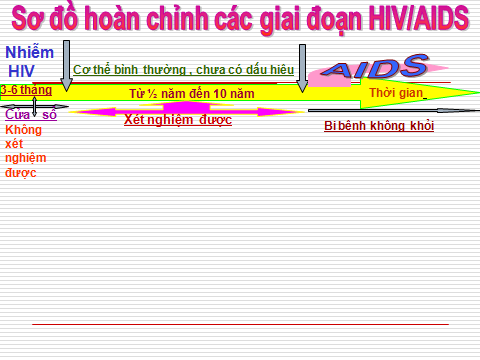 Sơ đồ hoàn chỉnh các giai đoạn HIV/AIDS
Nhiễm
HIV
Cơ thể bình thường , chưa có dấu hiệu
AIDS
3-6 tháng
Từ ½ năm đến 10 năm
Thời gian
Cửa sổ
Xét nghiệm được
Bị bệnh không khỏi
Không
xét
nghiệm
được